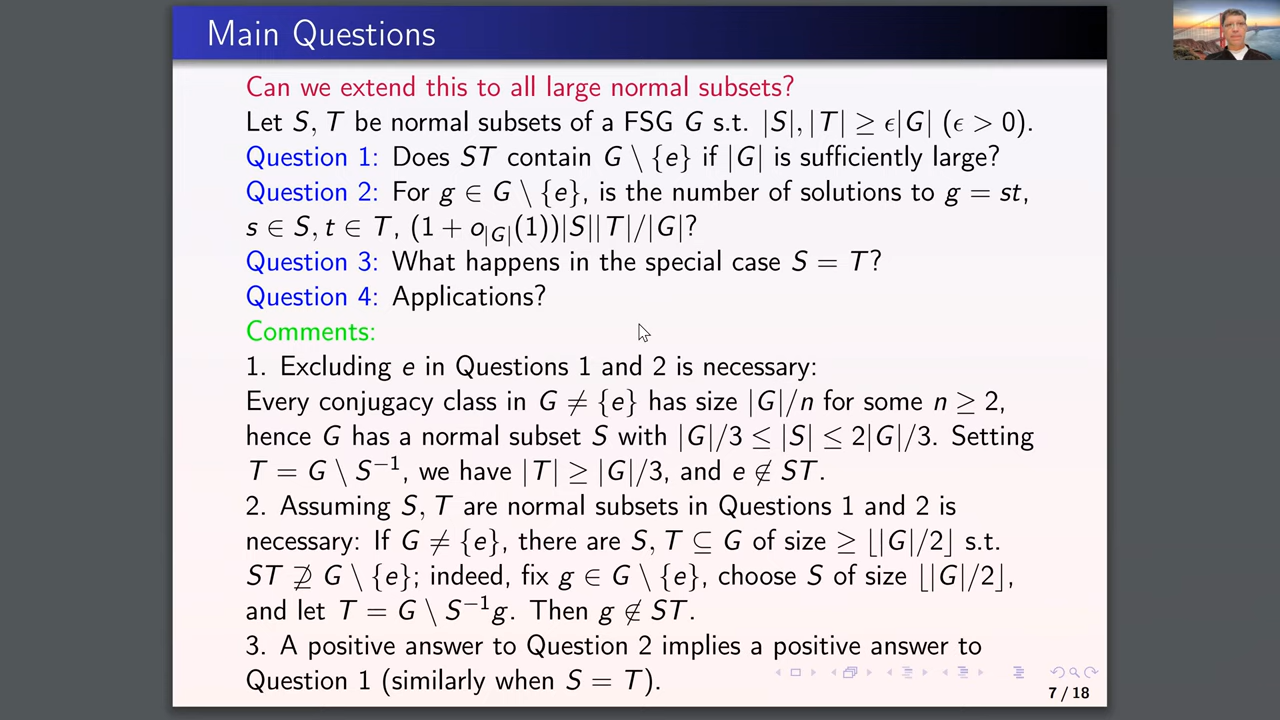 Main Questions
Can we extend this to all large normal subsets?
Let S, T be normal subsets of a FSG G s.t. |S|, |T| ≥ ϵ|G| (ϵ > 0).
Question 1: Does ST contain G \ {e} if |G| is sufficiently large?
Question 2: For g ∈ G \ {e}, is the number of solutions to g = st,
s ∈ S, t ∈ T, (1 + o_{|G|}(1))|S||T|/|G|?
Question 3: What happens in the special case S = T?
Question 4: Applications?
Comments:
1. Excluding e in Questions 1 and 2 is necessary:
Every conjugacy class in G ≠ {e} has size |G|/n for some n ≥ 2,
hence G has a normal subset S with |G|/3 ≤ |S| ≤ 2|G|/3. Setting
T = G \ S⁻¹, we have |T| ≥ |G|/3, and e ∉ ST.
2. Assuming S, T are normal subsets in Questions 1 and 2 is
necessary: If G ≠ {e}, there are S, T ⊆ G of size ≥ ⌊|G|/2⌋ s.t.
ST ⊉ G \ {e}; indeed, fix g ∈ G \ {e}, choose S of size ⌊|G|/2⌋,
and let T = G \ S⁻¹g. Then g ∉ ST.
3. A positive answer to Question 2 implies a positive answer to
Question 1 (similarly when S = T).
7 / 18